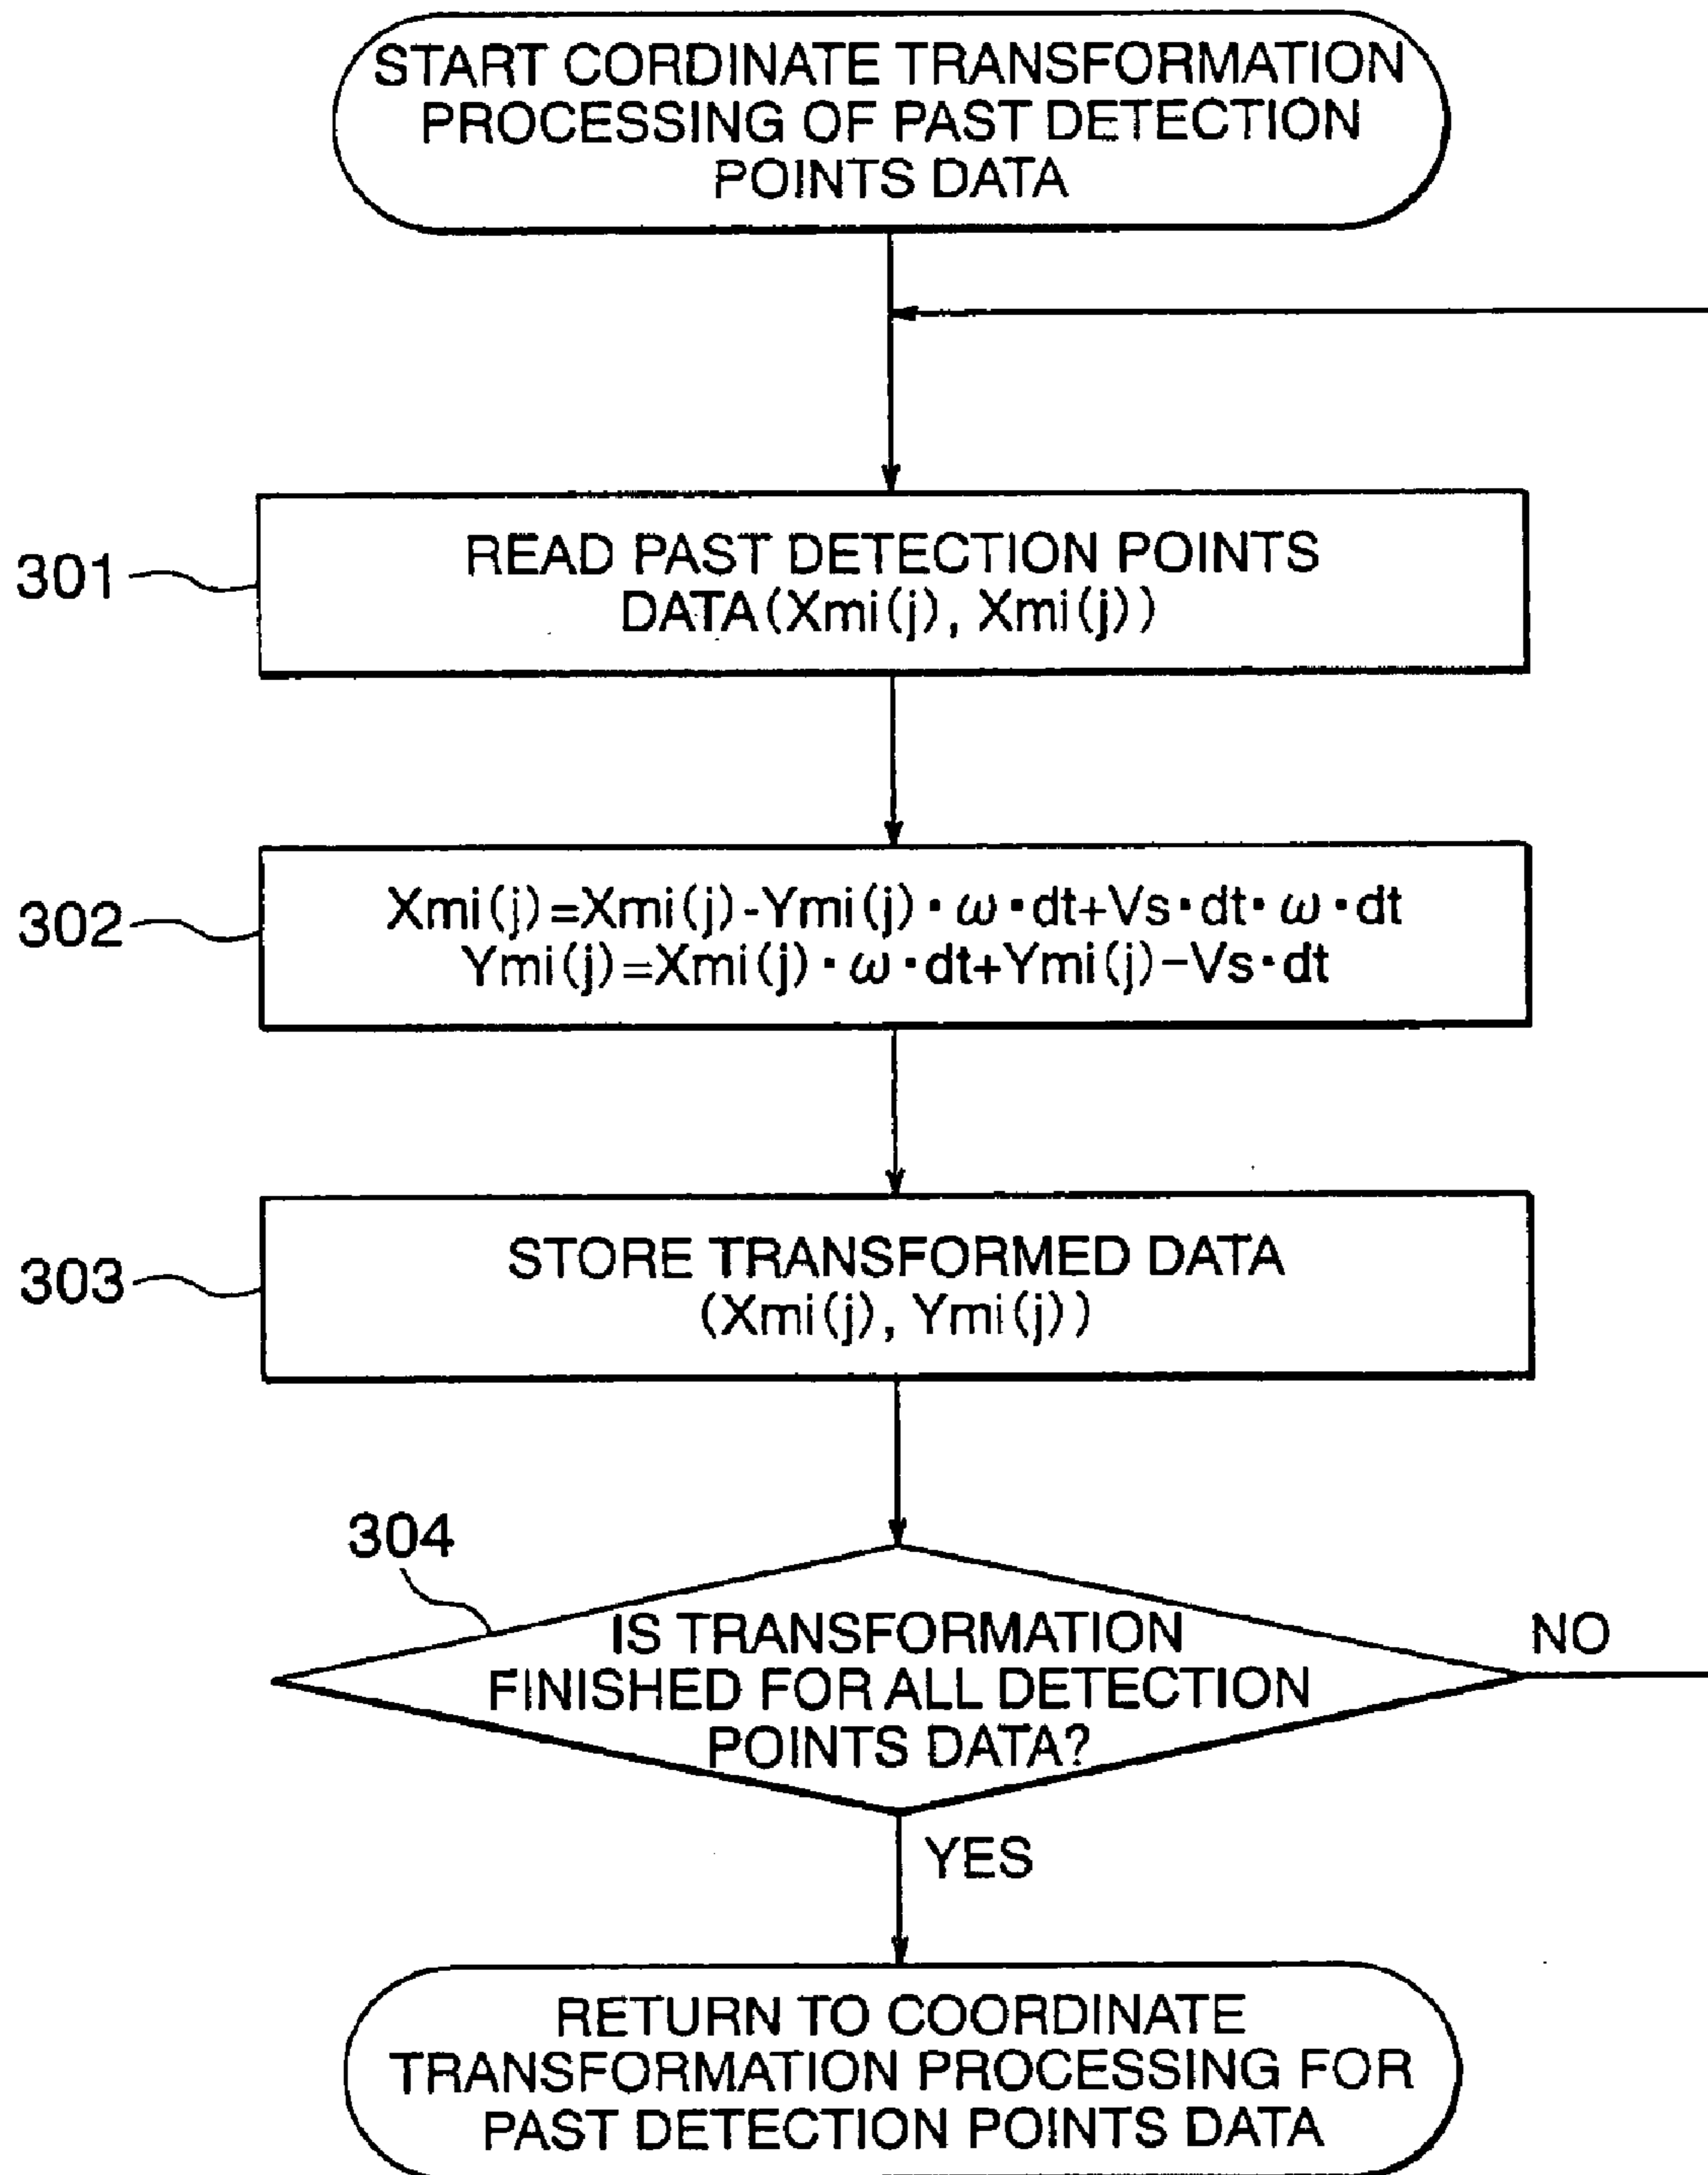 START CORDINATE TRANSFORMATION
PROCESSING OF PAST DETECTION
POINTS DATA
301
READ PAST DETECTION POINTS
DATA(Xmi(j), Xmi(j))
302
Xmi(j)=Xmi(j)-Ymi(j)・ω・dt+Vs・dt・ω・dt
Ymi(j)=Xmi(j)・ω・dt+Ymi(j)-Vs・dt
303
STORE TRANSFORMED DATA
(Xmi(j), Ymi(j))
304
IS TRANSFORMATION
FINISHED FOR ALL DETECTION
POINTS DATA?
NO
YES
RETURN TO COORDINATE
TRANSFORMATION PROCESSING FOR
PAST DETECTION POINTS DATA